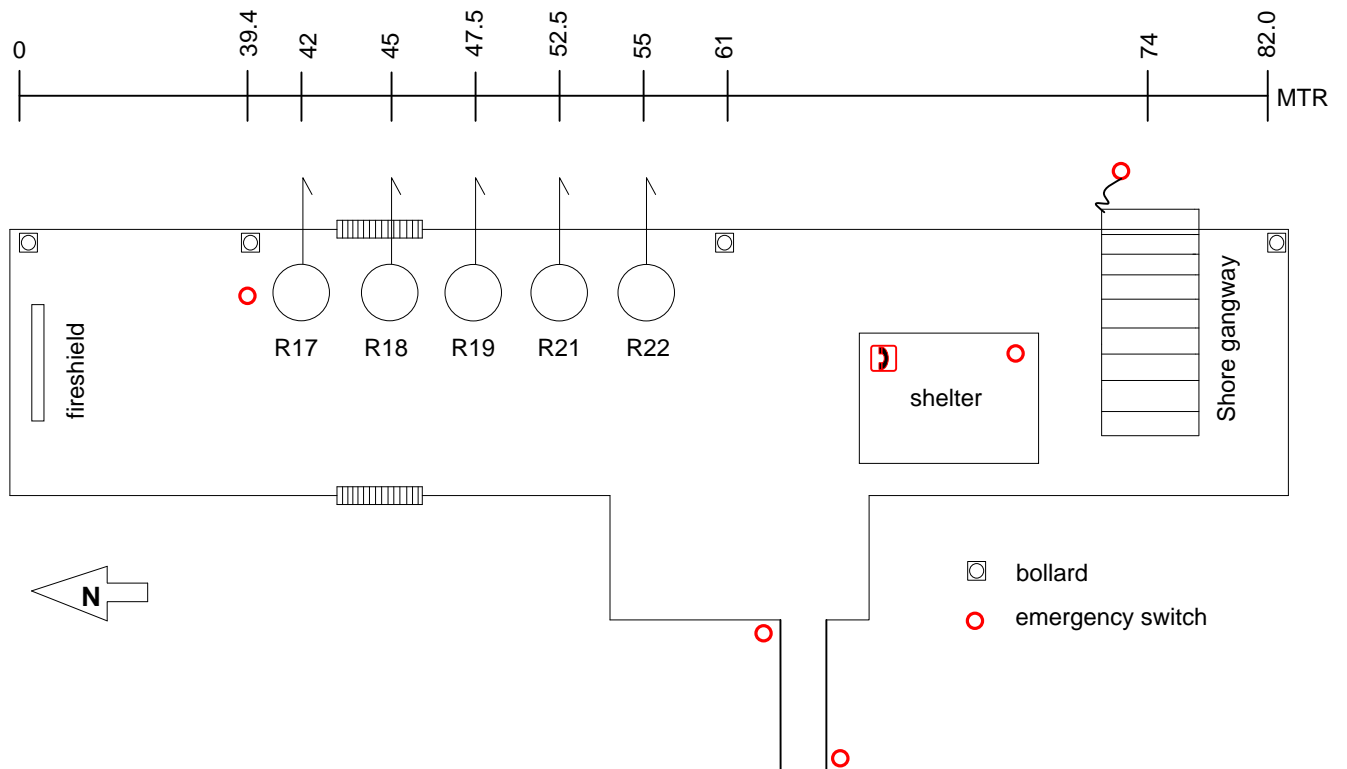 0
39.4
42
45
47.5
52.5
55
61
74
82.0
MTR
R17
R18
R19
R21
R22
fireshield
shelter
Shore gangway
N
bollard
emergency switch